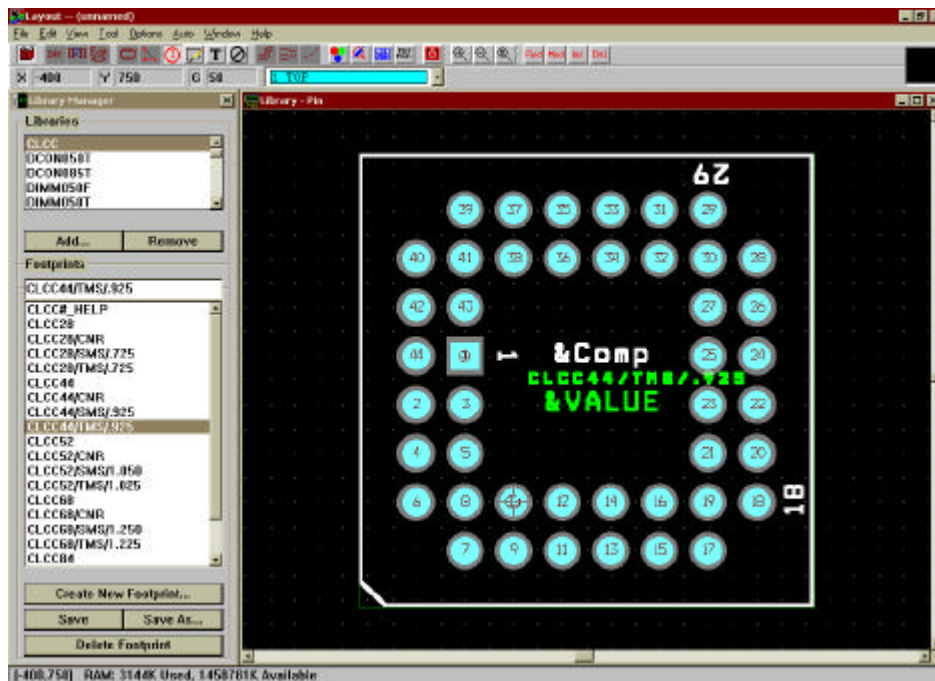 Layout - (unnamed)
File Edit View Tool Options Auto Window Help
X -400 Y 750 G 50 1 TOP
Library Manager
Library - Pin
Libraries
CLCC
DCON050T
DCON085T
DIMM050F
DIMM050T
Add... Remove
Footprints
CLCC44/TMS/.925
CLCC#_HELP
CLCC28
CLCC28/CNR
CLCC28/SMS/.725
CLCC28/TMS/.725
CLCC44
CLCC44/CNR
CLCC44/SMS/.925
CLCC44/TMS/.925
CLCC52
CLCC52/CNR
CLCC52/SMS/1.050
CLCC52/TMS/1.025
CLCC68
CLCC68/CNR
CLCC68/SMS/1.250
CLCC68/TMS/1.225
CLCC84
Create New Footprint...
Save Save As...
Delete Footprint
29
39 37 35 33 31 29
40 41 38 36 34 32 30 28
42 43 27 26
44 1 1 &Comp 25 24
CLCC44/TMS/.925
2 3 &VALUE 23 22
4 5 21 20
6 8 12 14 16 19 18 18
7 9 11 13 15 17
[-400,750] RAM: 3144K Used, 1458781K Available